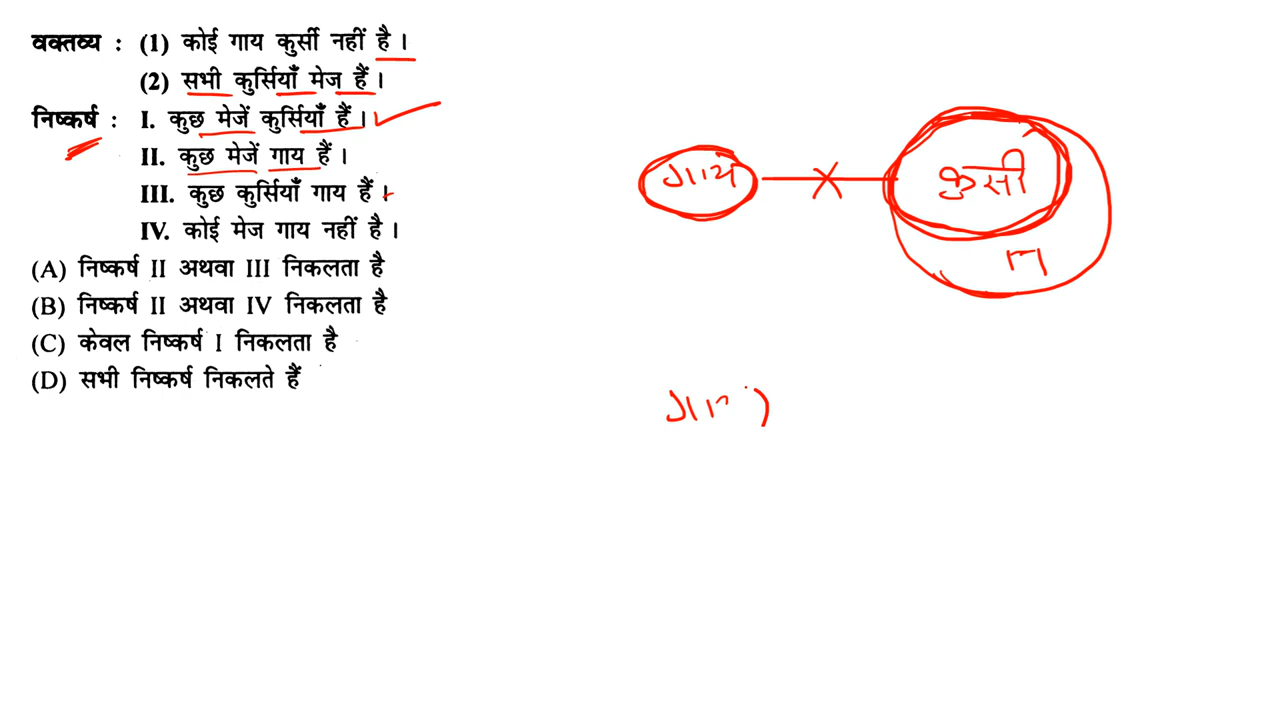 वक्तव्य : (1) कोई गाय कुर्सी नहीं है।
(2) सभी कुर्सियाँ मेज हैं।
निष्कर्ष : I. कुछ मेजें कुर्सियाँ हैं।
II. कुछ मेजें गाय हैं।
III. कुछ कुर्सियाँ गाय हैं।
IV. कोई मेज गाय नहीं है।
(A) निष्कर्ष II अथवा III निकलता है
(B) निष्कर्ष II अथवा IV निकलता है
(C) केवल निष्कर्ष I निकलता है
(D) सभी निष्कर्ष निकलते हैं
गाय
कुर्सी